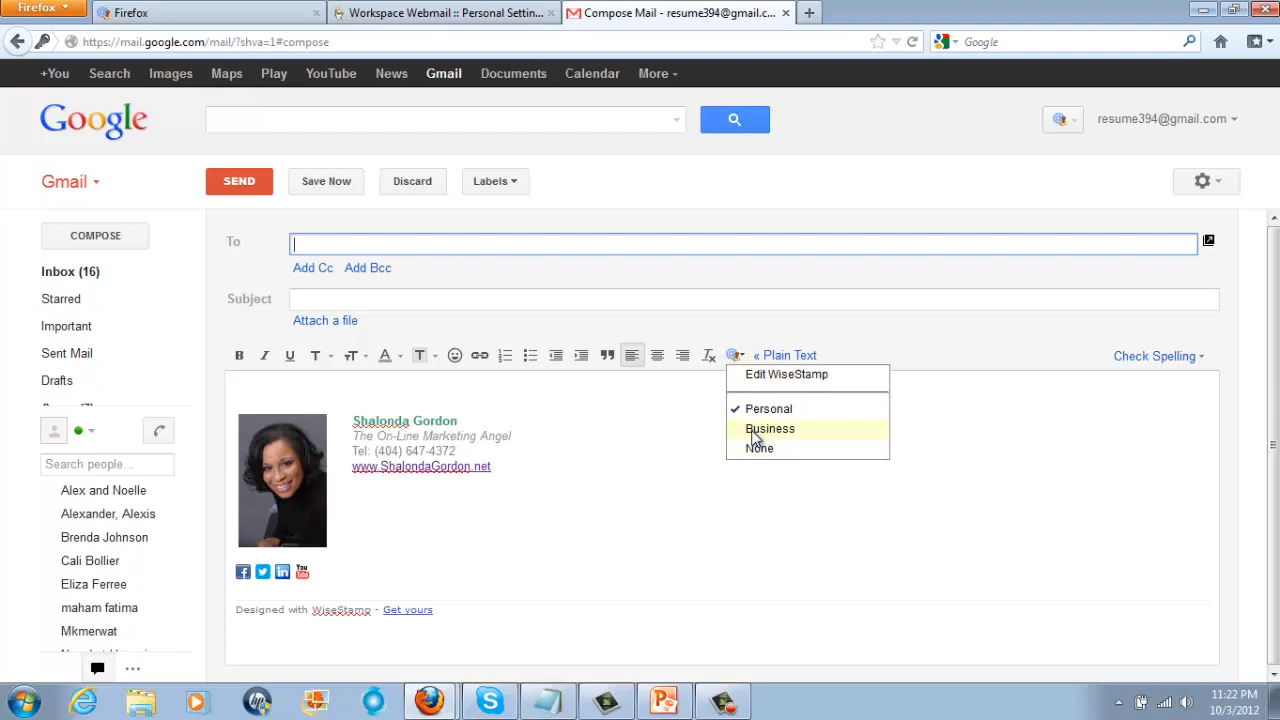 Firefox
Firefox
Workspace Webmail :: Personal Settin...
Compose Mail - resume394@gmail.c...
https://mail.google.com/mail/?shva=1#compose
Google
+You Search Images Maps Play YouTube News Gmail Documents Calendar More
Google
resume394@gmail.com
Gmail
SEND
Save Now
Discard
Labels
COMPOSE
Inbox (16)
Starred
Important
Sent Mail
Drafts
Search people...
Alex and Noelle
Alexander, Alexis
Brenda Johnson
Cali Bollier
Eliza Ferree
maham fatima
Mkmerwat
To
Add Cc Add Bcc
Subject
Attach a file
B I U T T A T
« Plain Text
Check Spelling
Edit WiseStamp
Personal
Business
None
Shalonda Gordon
The On-Line Marketing Angel
Tel: (404) 647-4372
www.ShalondaGordon.net
You
Designed with WiseStamp - Get yours
11:22 PM
10/3/2012